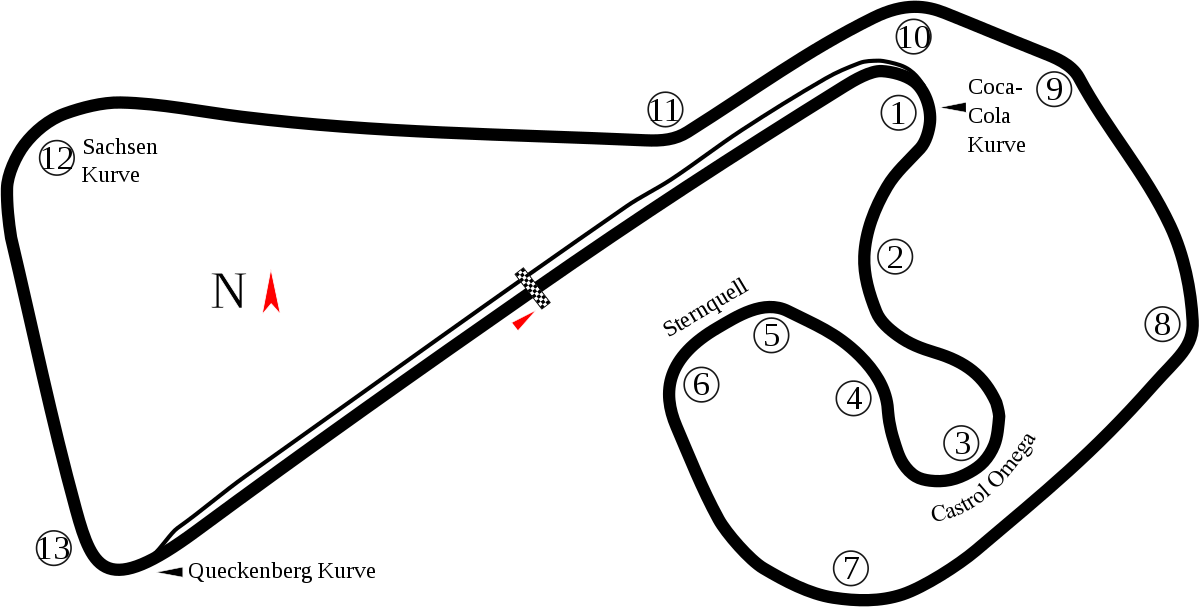 10
9
11
1
Coca-
Cola
Kurve
12
Sachsen
Kurve
2
N
Sternquell
5
8
6
4
3
Castrol Omega
13
7
Queckenberg Kurve